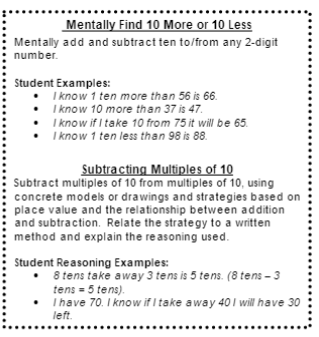 Mentally Find 10 More or 10 Less
Mentally add and subtract ten to/from any 2-digit
number.
Student Examples:
• I know 1 ten more than 56 is 66.
• I know 10 more than 37 is 47.
• I know if I take 10 from 75 it will be 65.
• I know 1 ten less than 98 is 88.
Subtracting Multiples of 10
Subtract multiples of 10 from multiples of 10, using
concrete models or drawings and strategies based on
place value and the relationship between addition
and subtraction. Relate the strategy to a written
method and explain the reasoning used.
Student Reasoning Examples:
• 8 tens take away 3 tens is 5 tens. (8 tens – 3
tens = 5 tens).
• I have 70. I know if I take away 40 I will have 30
left.